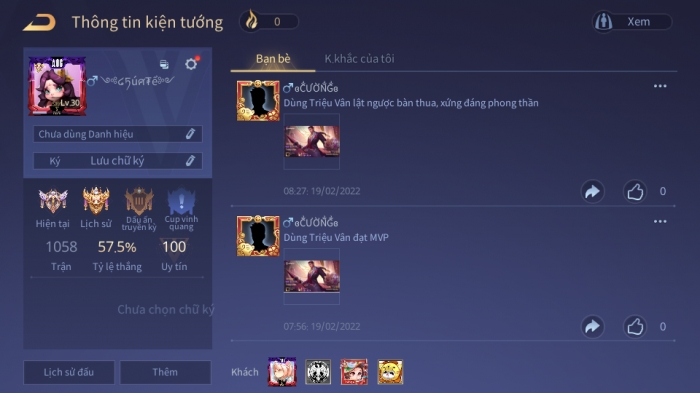 Thông tin kiện tướng
0
Xem
Lv.30
Chưa dùng Danh hiệu
Ký Lưu chữ ký
Hiện tại Lịch sử Dấu ấn truyền kỳ Cup vinh quang
1058 57.5% 100
Trận Tỷ lệ thắng Uy tín
Chưa chọn chữ ký
Lịch sử đấu Thêm
Bạn bè K.khắc của tôi
Dùng Triệu Vân lật ngược bàn thua, xứng đáng phong thần
08:27: 19/02/2022
0
Dùng Triệu Vân đạt MVP
07:56: 19/02/2022
0
Khách